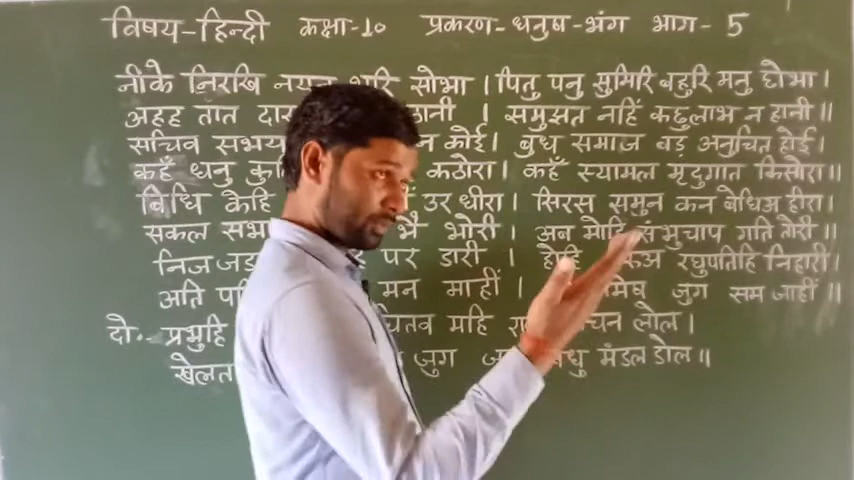 विषय-हिन्दी कक्षा-10 प्रकरण-धनुष-भंग भाग-5
नीके निरखि नयन भरि सोभा । पितु पनु सुमिरि बहुरि मनु छोभा ।
अहह तात ठानी । समुझत नहिं कछु लाभ न हानी ॥
सचिव सभय न कोई । बुध समाज बड़ अनुचित होई ।
कहँ धनु कठोरा । कहँ स्यामल मृदुगात किसोरा ॥
बिधि केहि उर धीरा । सिरस सुमन कन बेधिअ हीरा ।
सकल सभा भै भोरी । अब मोहि संभुचाप गति तोरी ॥
निज जड़ पर डारी । होहि रघुपतिहि निहारी ।
अति मन माहीं । जुग सम जाहीं ॥
दो.- प्रभुहि चितव महि लोल ।
खेलत जुग मंडल डोल ॥